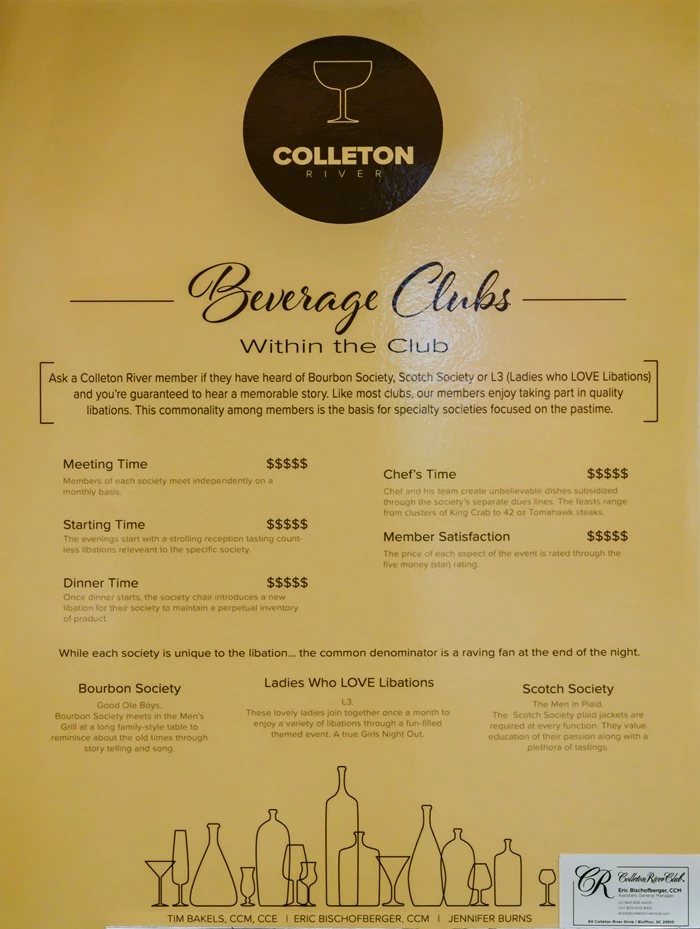 COLLETON
RIVER
Beverage Clubs
Within the Club
Ask a Colleton River member if they have heard of Bourbon Society, Scotch Society or L3 (Ladies who LOVE Libations)
and you're guaranteed to hear a memorable story. Like most clubs, our members enjoy taking part in quality
libations. This commonality among members is the basis for specialty societies focused on the pastime.
Meeting Time $$$$$
Members of each society meet independently on a
monthly basis.
Starting Time $$$$$
The evenings start with a strolling reception tasting count-
less libations releveant to the specific society.
Dinner Time $$$$$
Once dinner starts, the society chair introduces a new
libation for their society to maintain a perpetual inventory
of product.
Chef's Time $$$$$
Chef and his team create unbelievable dishes subsidized
through the society's separate dues lines. The feasts range
from clusters of King Crab to 42 oz Tomahawk steaks.
Member Satisfaction $$$$$
The price of each aspect of the event is rated through the
five money (star) rating.
While each society is unique to the libation... the common denominator is a raving fan at the end of the night.
Bourbon Society
Good Ole Boys.
Bourbon Society meets in the Men's
Grill at a long family-style table to
reminisce about the old times through
story telling and song.
Ladies Who LOVE Libations
L3.
These lovely ladies join together once a month to
enjoy a variety of libations through a fun-filled
themed event. A true Girls Night Out.
Scotch Society
The Men in Plaid.
The Scotch Society plaid jackets are
required at every function. They value
education of their passion along with a
plethora of tastings.
TIM BAKELS, CCM, CCE | ERIC BISCHOFBERGER, CCM | JENNIFER BURNS
CR
Colleton River Club
Eric Bischofberger, CCM
Assistant General Manager
60 Colleton River Drive | Bluffton, SC 29910